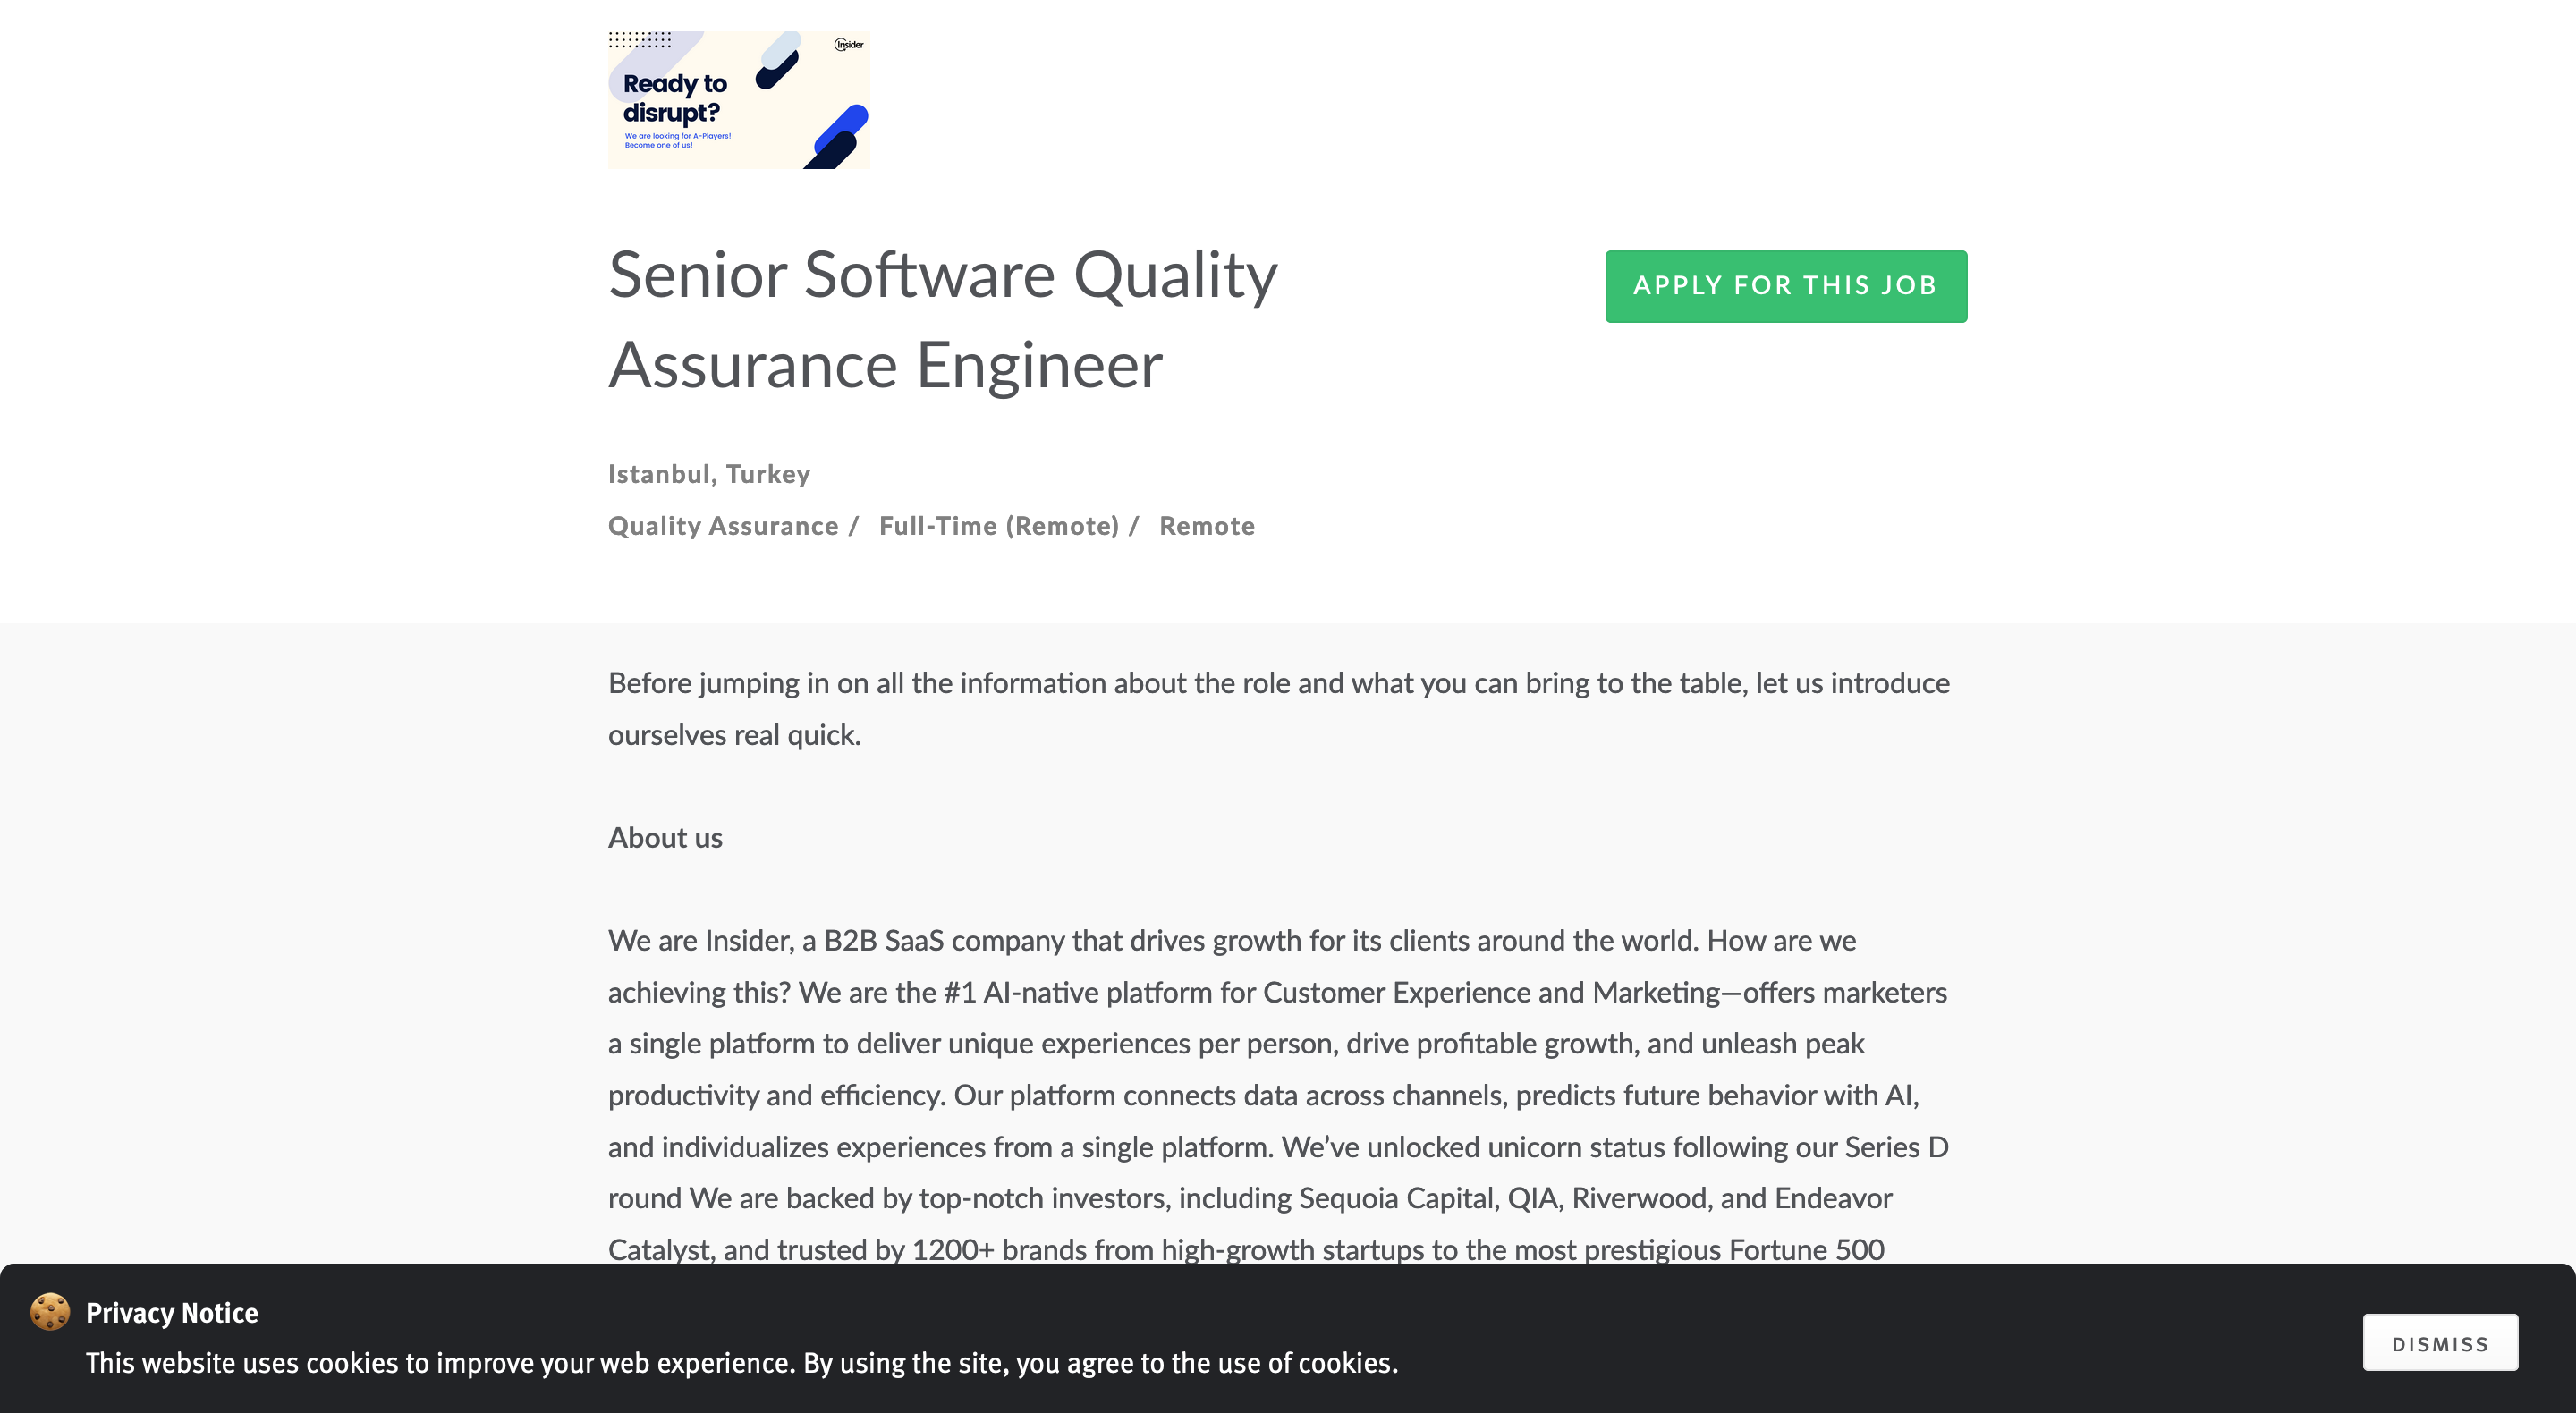 Insider
Ready to
disrupt?
We are looking for A-Players!
Become one of us!
Senior Software Quality
Assurance Engineer
APPLY FOR THIS JOB
Istanbul, Turkey
Quality Assurance / Full-Time (Remote) / Remote
Before jumping in on all the information about the role and what you can bring to the table, let us introduce
ourselves real quick.
About us
We are Insider, a B2B SaaS company that drives growth for its clients around the world. How are we
achieving this? We are the #1 AI-native platform for Customer Experience and Marketing—offers marketers
a single platform to deliver unique experiences per person, drive profitable growth, and unleash peak
productivity and efficiency. Our platform connects data across channels, predicts future behavior with AI,
and individualizes experiences from a single platform. We’ve unlocked unicorn status following our Series D
round We are backed by top-notch investors, including Sequoia Capital, QIA, Riverwood, and Endeavor
Catalyst, and trusted by 1200+ brands from high-growth startups to the most prestigious Fortune 500
Privacy Notice
This website uses cookies to improve your web experience. By using the site, you agree to the use of cookies.
DISMISS